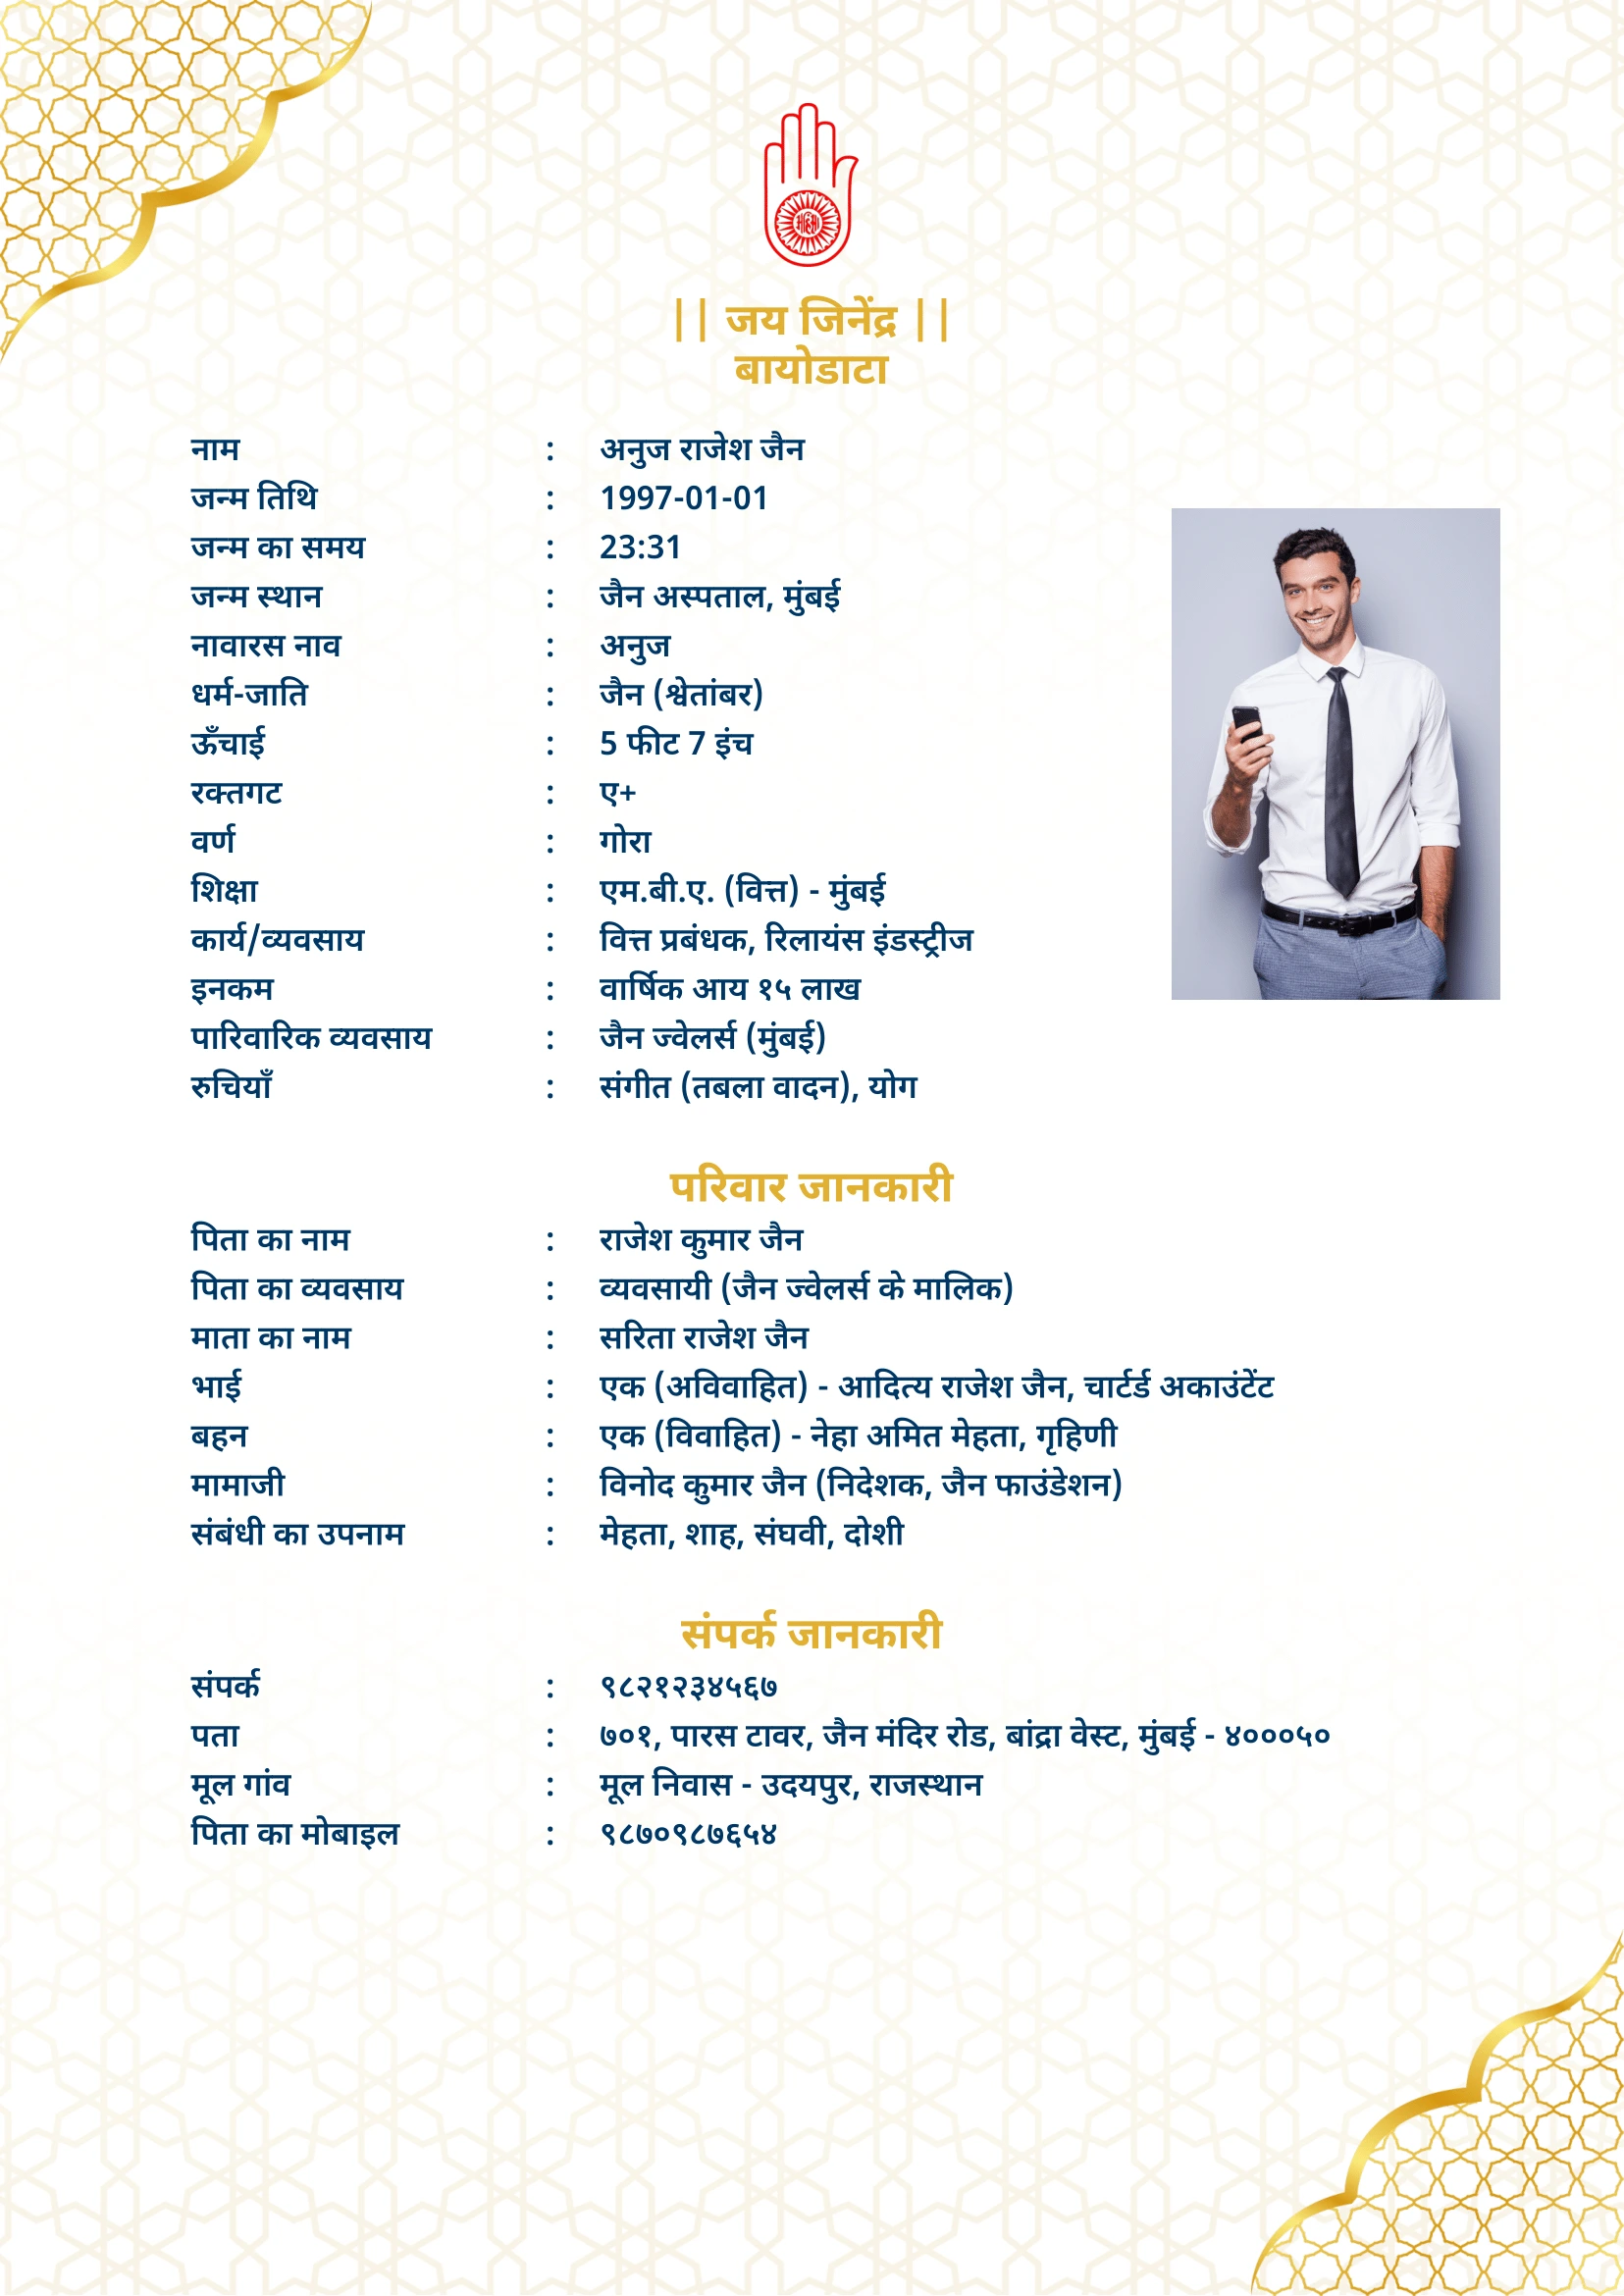 अहिंसा
|| जय जिनेंद्र ||
बायोडाटा
नाम : अनुज राजेश जैन
जन्म तिथि : 1997-01-01
जन्म का समय : 23:31
जन्म स्थान : जैन अस्पताल, मुंबई
नावारस नाव : अनुज
धर्म-जाति : जैन (श्वेतांबर)
ऊँचाई : 5 फीट 7 इंच
रक्तगट : ए+
वर्ण : गोरा
शिक्षा : एम.बी.ए. (वित्त) - मुंबई
कार्य/व्यवसाय : वित्त प्रबंधक, रिलायंस इंडस्ट्रीज
इनकम : वार्षिक आय १५ लाख
पारिवारिक व्यवसाय : जैन ज्वेलर्स (मुंबई)
रुचियाँ : संगीत (तबला वादन), योग
परिवार जानकारी
पिता का नाम : राजेश कुमार जैन
पिता का व्यवसाय : व्यवसायी (जैन ज्वेलर्स के मालिक)
माता का नाम : सरिता राजेश जैन
भाई : एक (अविवाहित) - आदित्य राजेश जैन, चार्टर्ड अकाउंटेंट
बहन : एक (विवाहित) - नेहा अमित मेहता, गृहिणी
मामाजी : विनोद कुमार जैन (निदेशक, जैन फाउंडेशन)
संबंधी का उपनाम : मेहता, शाह, संघवी, दोशी
संपर्क जानकारी
संपर्क : ९८२१२३४५६७
पता : ७०१, पारस टावर, जैन मंदिर रोड, बांद्रा वेस्ट, मुंबई - ४०००५०
मूल गांव : मूल निवास - उदयपुर, राजस्थान
पिता का मोबाइल : ९८७०९८७६५४